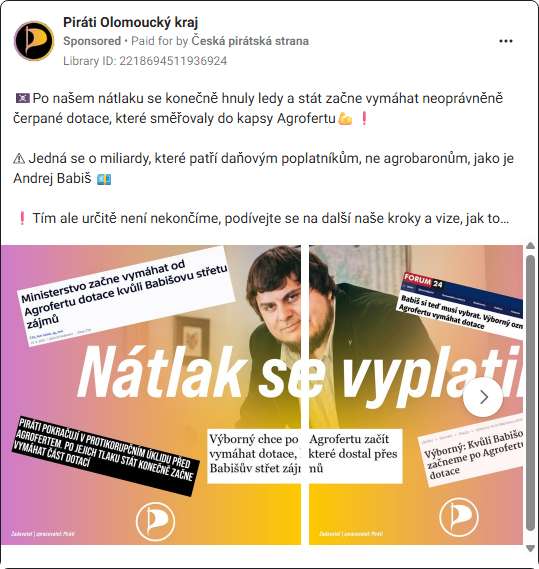 Piráti Olomoucký kraj
Sponsored • Paid for by Česká pirátská strana
Library ID: 2218694511936924
🏴‍☠️Po našem nátlaku se konečně hnuly ledy a stát začne vymáhat neoprávněně
čerpané dotace, které směřovaly do kapsy Agrofertu💪❗
⚠ Jedná se o miliardy, které patří daňovým poplatníkům, ne agrobaronům, jako je
Andrej Babiš 💶
❗Tím ale určitě není nekončíme, podívejte se na další naše kroky a vize, jak to…
Ministerstvo začne vymáhat od
Agrofertu dotace kvůli Babišovu střetu
zájmů
FORUM 24
Babiš si teď musí vybrat. Výborný ozn
Agrofertu vymáhat dotace
Nátlak se vyplatil
PIRÁTI POKRAČUJÍ V PROTIKORUPČNÍM ÚKLIDU PŘED
AGROFERTEM. PO JEJICH TLAKU STÁT KONEČNĚ ZAČNE
VYMÁHAT ČÁST DOTACÍ
Výborný chce po
vymáhat dotace,
Babišův střet zájm
Agrofertu začít
které dostal přes
nů
Výborný: Kvůli Babišo
začneme po Agrofertu
dotace
Zadavatel | zpracovatel: Piráti
Zadavatel | zpracovatel: Piráti